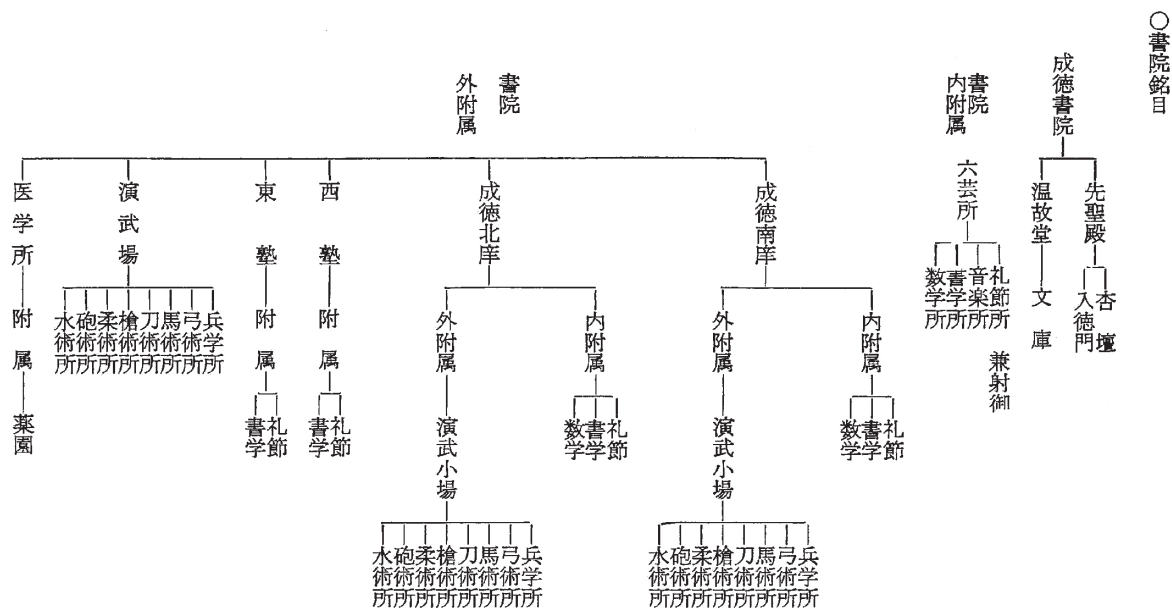 ○書院銘目
成徳書院
先聖殿
杏壇
入徳門
温故堂
文庫
書院
内附属
六芸所
礼節所
兼射御
音楽所
書学所
数学所
書院
外附属
成徳南庠
内附属
礼節
書学
数学
外附属
演武小場
兵学所
弓術所
馬術所
刀術所
槍術所
柔術所
砲術所
水術所
成徳北庠
内附属
礼節
書学
数学
外附属
演武小場
兵学所
弓術所
馬術所
刀術所
槍術所
柔術所
砲術所
水術所
西塾
附属
礼節
書学
東塾
附属
礼節
書学
演武場
兵学所
弓術所
馬術所
刀術所
槍術所
柔術所
砲術所
水術所
医学所
附属
薬園